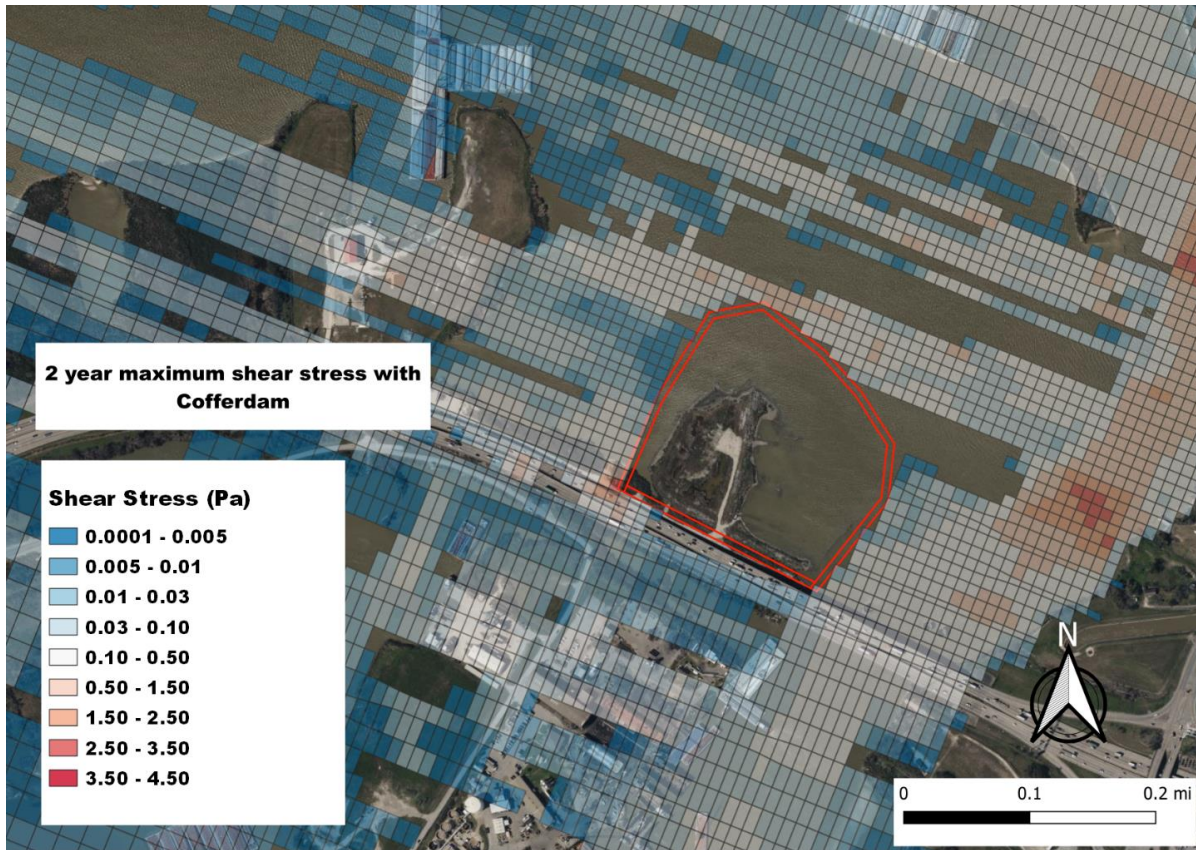 2 year maximum shear stress with
Cofferdam
Shear Stress (Pa)
0.0001 - 0.005
0.005 - 0.01
0.01 - 0.03
0.03 - 0.10
0.10 - 0.50
0.50 - 1.50
1.50 - 2.50
2.50 - 3.50
3.50 - 4.50
N
0 0.1 0.2 mi